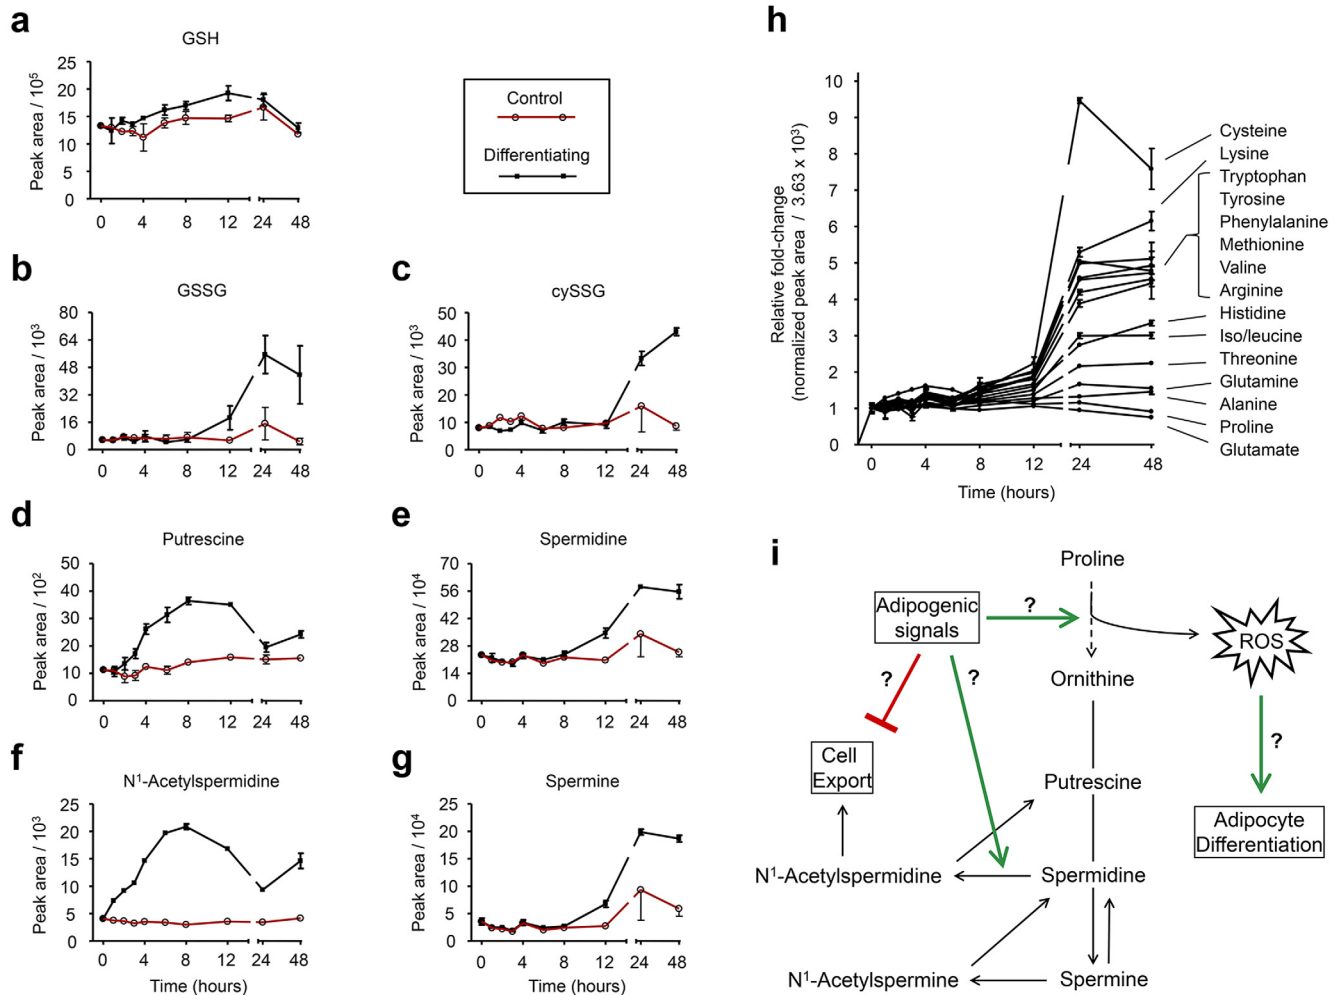 a
GSH
Peak area / 10⁵
25
20
15
10
5
0
0 4 8 12 24 48
Control
Differentiating
b
GSSG
Peak area / 10³
80
64
48
32
16
0
0 4 8 12 24 48
c
cySSG
Peak area / 10³
50
40
30
20
10
0
0 4 8 12 24 48
d
Putrescine
Peak area / 10²
50
40
30
20
10
0
0 4 8 12 24 48
e
Spermidine
Peak area / 10⁴
70
56
42
28
14
0
0 4 8 12 24 48
f
N¹-Acetylspermidine
Peak area / 10³
25
20
15
10
5
0
0 4 8 12 24 48
Time (hours)
g
Spermine
Peak area / 10⁴
25
20
15
10
5
0
0 4 8 12 24 48
Time (hours)
h
Relative fold-change
(normalized peak area / 3.63 x 10³)
10
9
8
7
6
5
4
3
2
1
0
0 4 8 12 24 48
Time (hours)
Cysteine
Lysine
Tryptophan
Tyrosine
Phenylalanine
Methionine
Valine
Arginine
Histidine
Iso/leucine
Threonine
Glutamine
Alanine
Proline
Glutamate
i
Proline
Adipogenic
signals
?
ROS
?
?
Ornithine
?
Cell
Export
Putrescine
Adipocyte
Differentiation
N¹-Acetylspermidine
Spermidine
N¹-Acetylspermine
Spermine